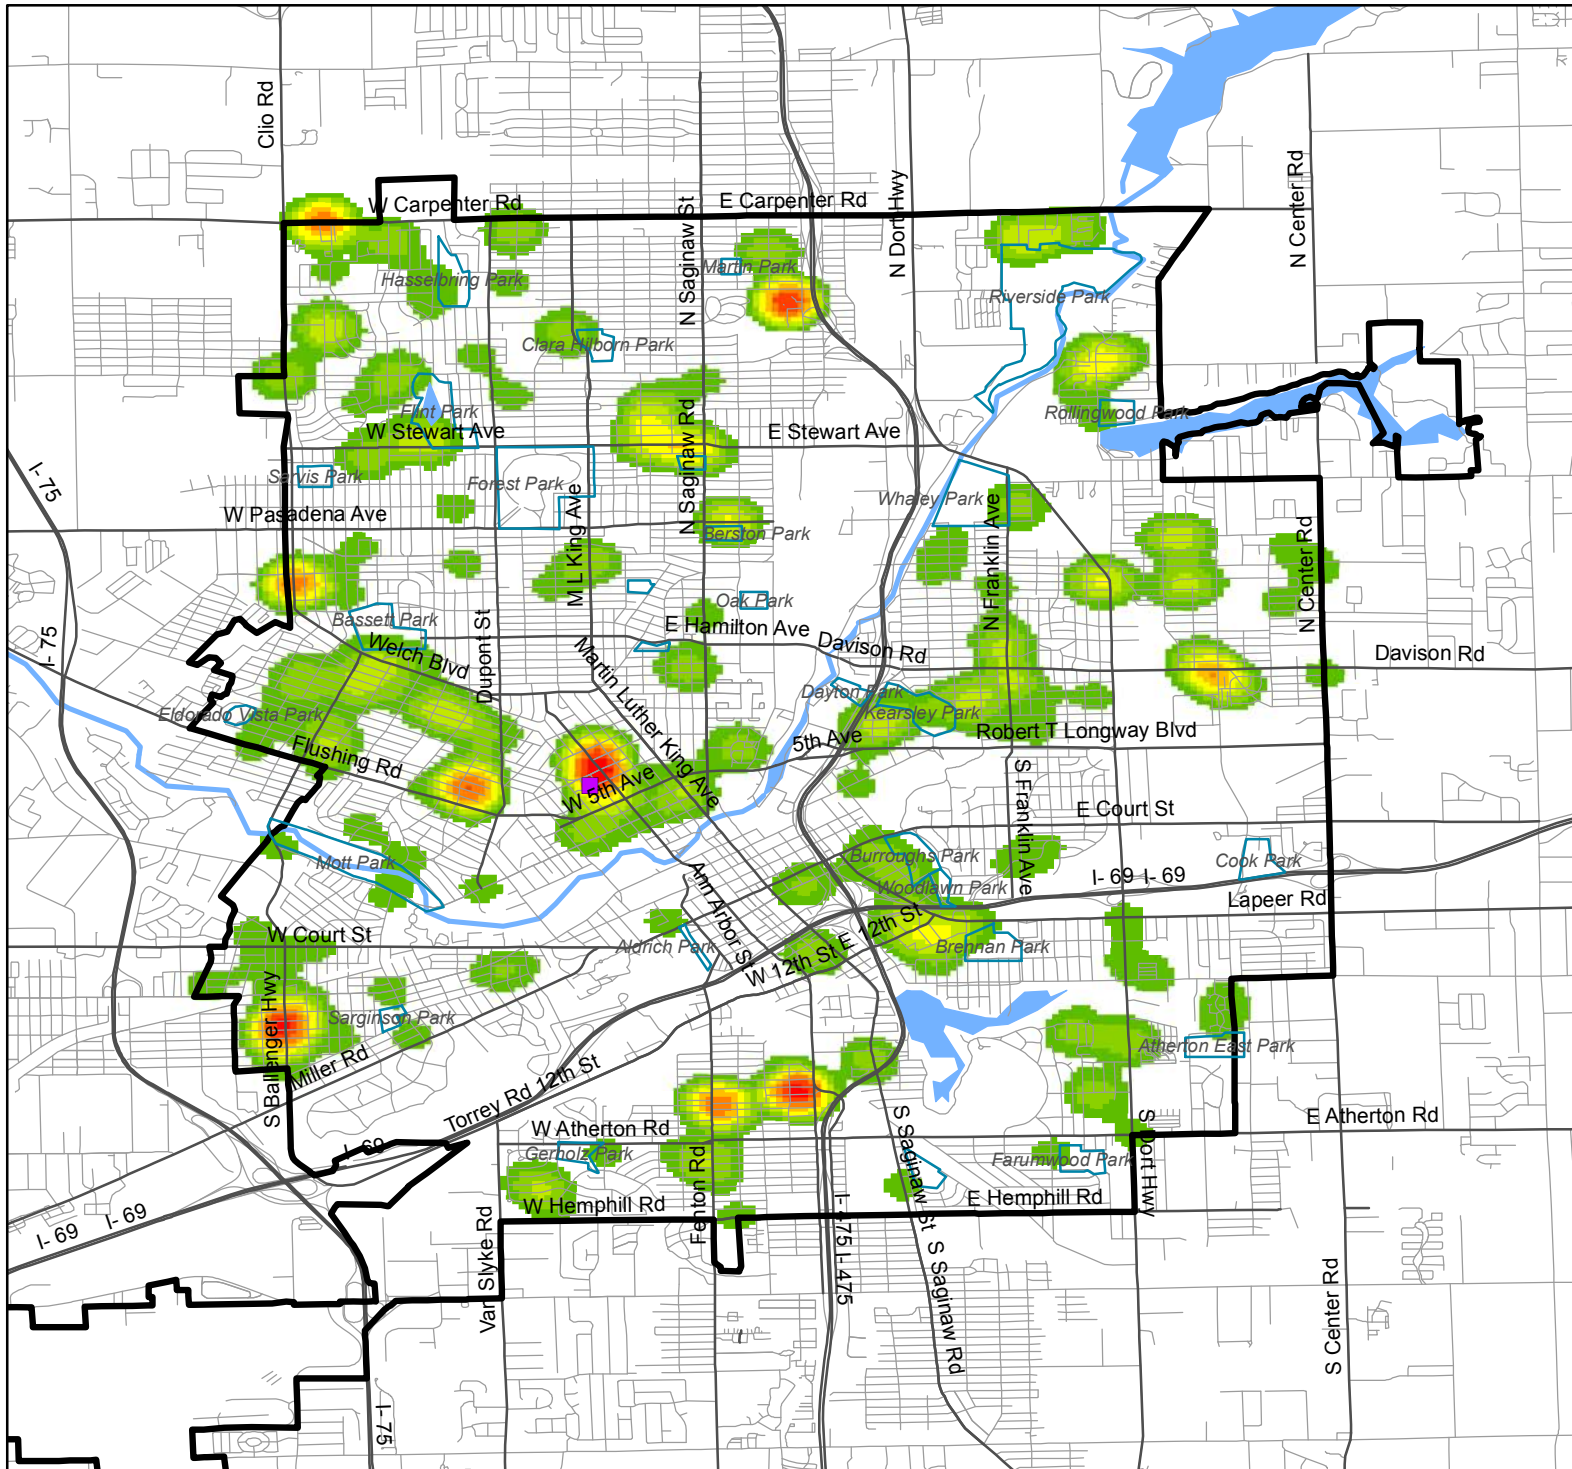 Clio Rd
W Carpenter Rd
E Carpenter Rd
N Dort Hwy
N Center Rd
N Saginaw St
Martin Park
Hasselbring Park
Riverside Park
Clara Hilborn Park
Flint Park
Rollingwood Park
W Stewart Ave
E Stewart Ave
N Saginaw Rd
I- 75
Sarvis Park
Forest Park
Whaley Park
W Pasadena Ave
M L King Ave
Berston Park
N Franklin Ave
N Center Rd
Oak Park
Bassett Park
E Hamilton Ave
I- 75
Welch Blvd
Dupont St
Martin Luther King Ave
Davison Rd
Davison Rd
Dayton Park
Eldorado Vista Park
Kearsley Park
Robert T Longway Blvd
Flushing Rd
5th Ave
W 5th Ave
S Franklin Ave
E Court St
Mott Park
Burroughs Park
Cook Park
Woodlawn Park
I- 69
I- 69
Lapeer Rd
Ann Arbor St
W Court St
Aldrich Park
W 12th St
E 12th St
Brennan Park
S Ballenger Hwy
Sarginson Park
Atherton East Park
Miller Rd
Torrey Rd
12th St
W Atherton Rd
E Atherton Rd
S Dort Hwy
S Saginaw St
I- 69
Gerholz Park
Farumwood Park
Fenton Rd
W Hemphill Rd
E Hemphill Rd
I- 69
I- 69
Van Slyke Rd
I- 475
I- 475
S Saginaw Rd
S Center Rd
I- 75